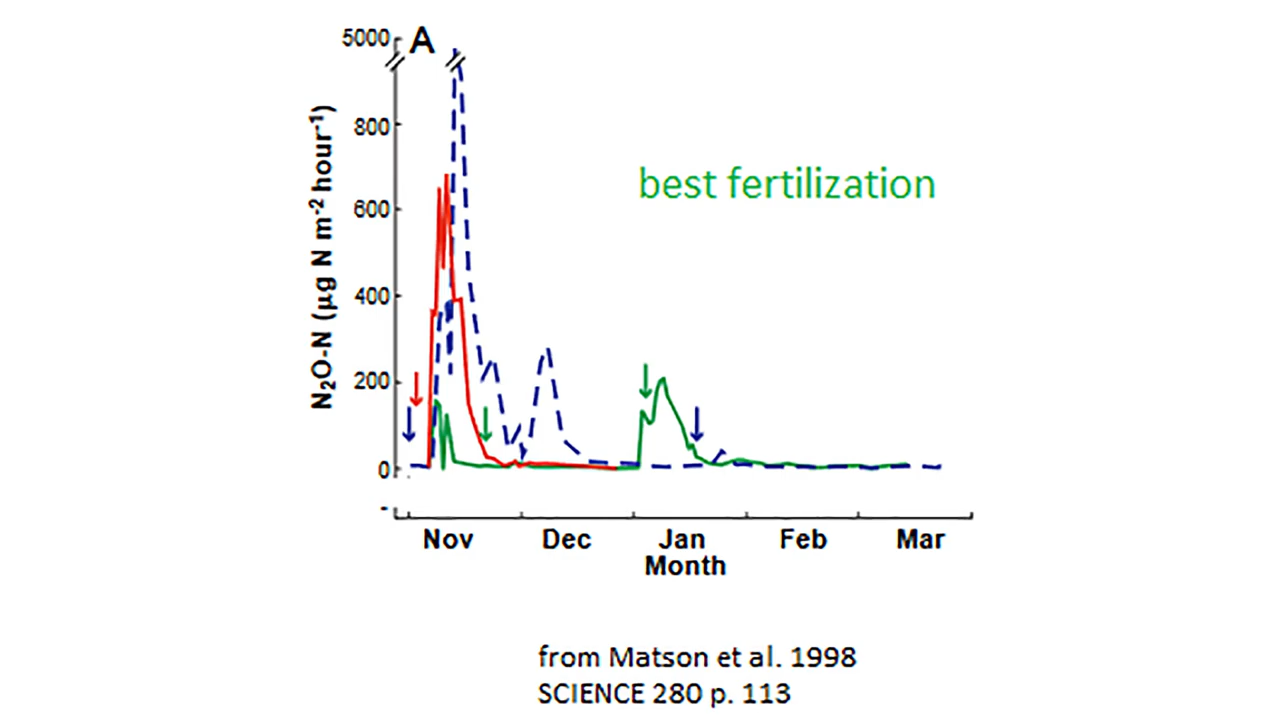 5000
A
800
600
400
200
0
-
N₂O-N (μg N m⁻² hour⁻¹)
best fertilization
Nov Dec Jan Feb Mar
Month
from Matson et al. 1998
SCIENCE 280 p. 113